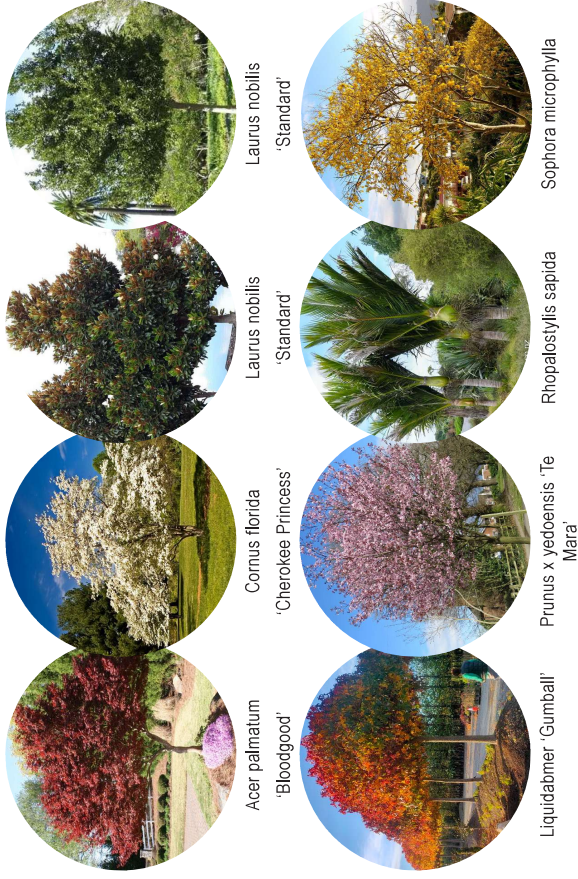 Acer palmatum
‘Bloodgood’
Cornus florida
‘Cherokee Princess’
Laurus nobilis
‘Standard’
Laurus nobilis
‘Standard’
Liquidabmer ‘Gumball’
Prunus x yedoensis ‘Te
Mara’
Rhopalostylis sapida
Sophora microphylla